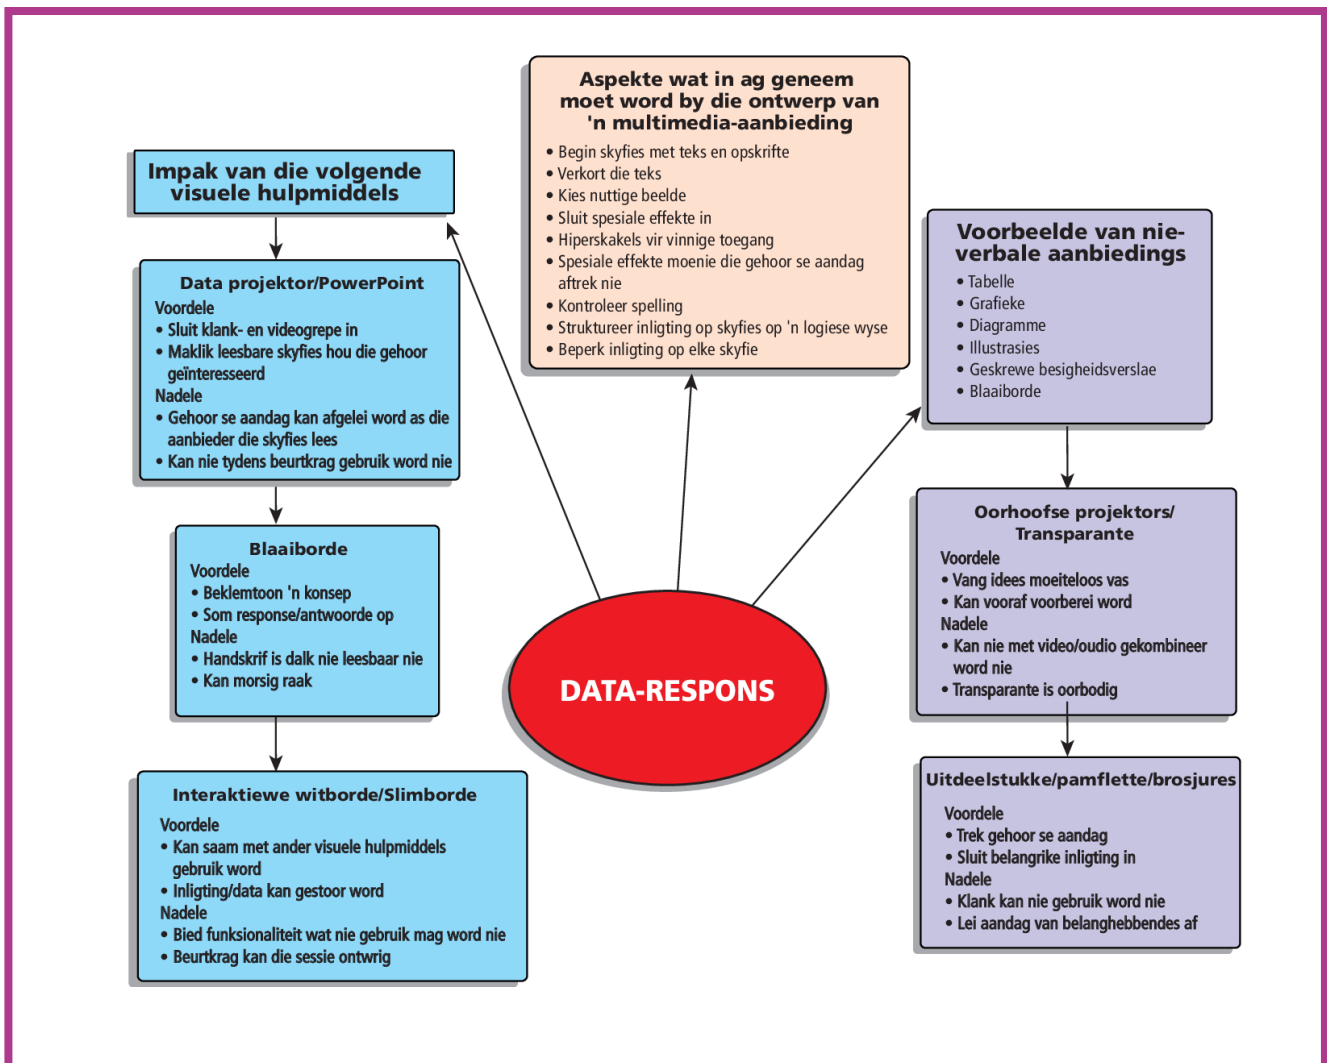 Impak van die volgende
visuele hulpmiddels
Data projektor/PowerPoint
Voordele
• Sluit klank- en videogrepe in
• Maklik leesbare skyfies hou die gehoor
geïnteresseerd
Nadele
• Gehoor se aandag kan afgelei word as die
aanbieder die skyfies lees
• Kan nie tydens beurtkrag gebruik word nie
Blaaiborde
Voordele
• Beklemtoon 'n konsep
• Som response/antwoorde op
Nadele
• Handskrif is dalk nie leesbaar nie
• Kan morsig raak
Interaktiewe witborde/Slimborde
Voordele
• Kan saam met ander visuele hulpmiddels
gebruik word
• Inligting/data kan gestoor word
Nadele
• Bied funksionaliteit wat nie gebruik mag word nie
• Beurtkrag kan die sessie ontwrig
Aspekte wat in ag geneem
moet word by die ontwerp van
'n multimedia-aanbieding
• Begin skyfies met teks en opskrifte
• Verkort die teks
• Kies nuttige beelde
• Sluit spesiale effekte in
• Hiperskakels vir vinnige toegang
• Spesiale effekte moenie die gehoor se aandag
aftrek nie
• Kontroleer spelling
• Struktureer inligting op skyfies op 'n logiese wyse
• Beperk inligting op elke skyfie
DATA-RESPONS
Voorbeelde van nie-
verbale aanbiedings
• Tabelle
• Grafieke
• Diagramme
• Illustrasies
• Geskrewe besigheidsverslae
• Blaaiborde
Oorhoofse projektors/
Transparante
Voordele
• Vang idees moeiteloos vas
• Kan vooraf voorberei word
Nadele
• Kan nie met video/oudio gekombineer
word nie
• Transparante is oorbodig
Uitdeelstukke/pamflette/brosjures
Voordele
• Trek gehoor se aandag
• Sluit belangrike inligting in
Nadele
• Klank kan nie gebruik word nie
• Lei aandag van belanghebbendes af